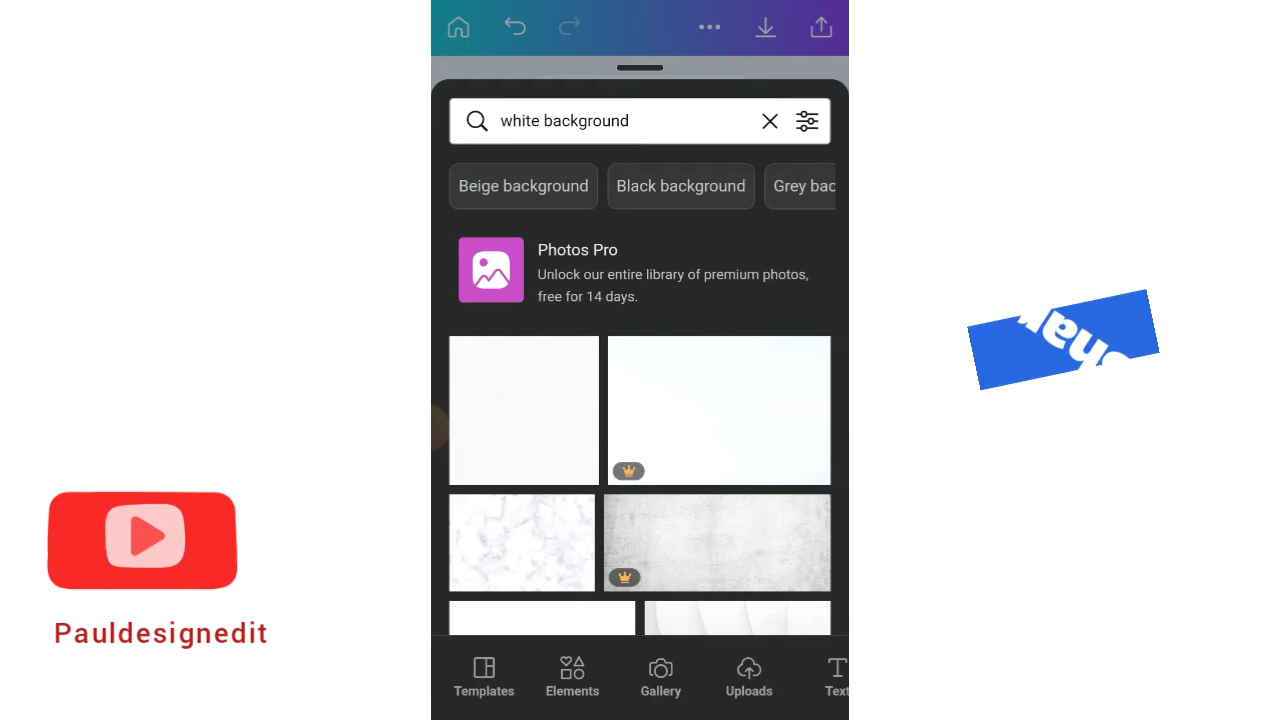 white background
Beige background
Black background
Grey bac
Photos Pro
Unlock our entire library of premium photos,
free for 14 days.
Pauldesignedit
Templates
Elements
Gallery
Uploads
Text